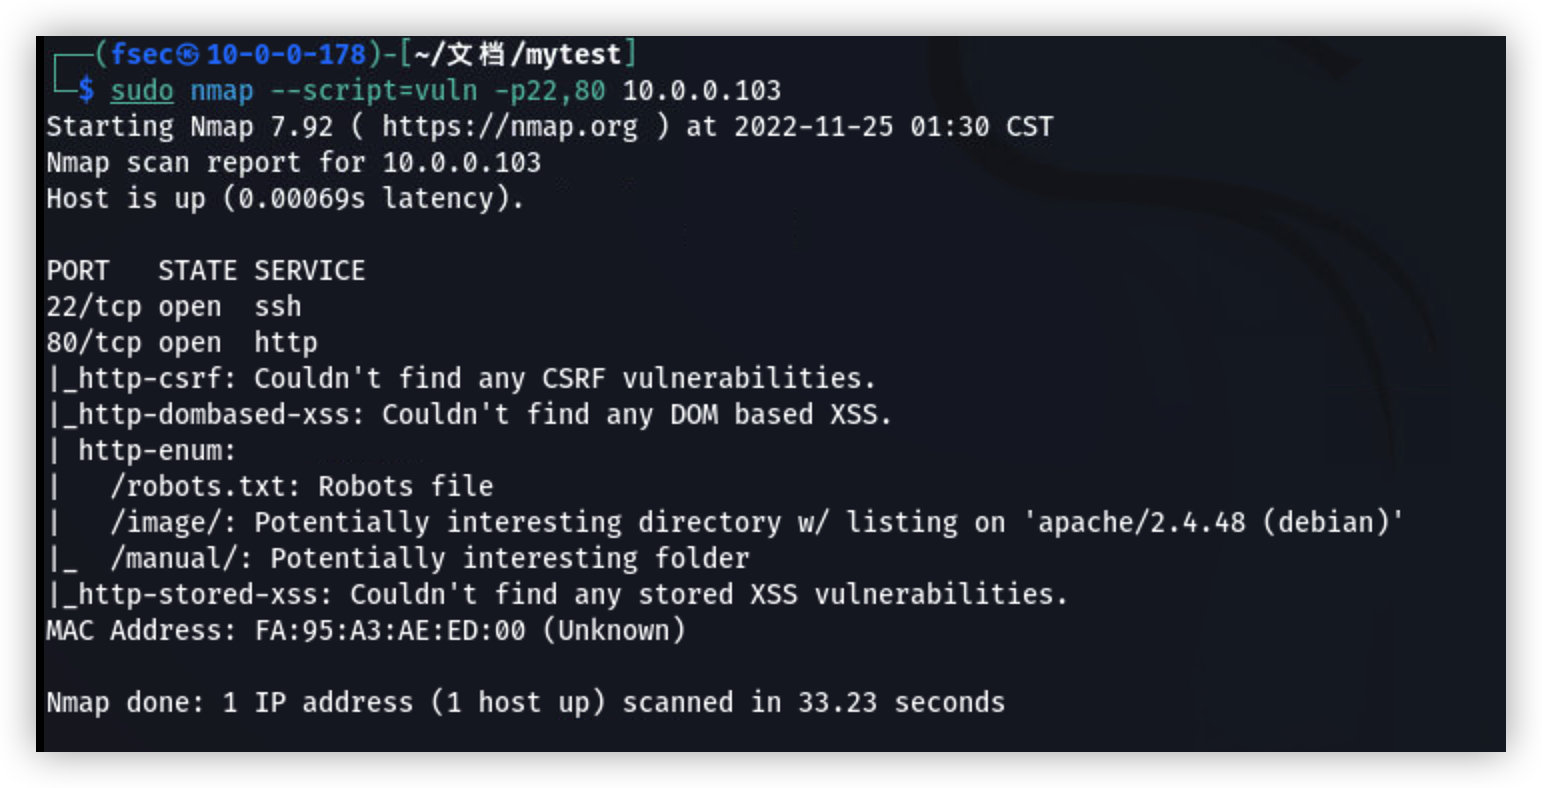 ┌──(fsec㉿10-0-0-178)-[~/文档/mytest]
└─$ sudo nmap --script=vuln -p22,80 10.0.0.103
Starting Nmap 7.92 ( https://nmap.org ) at 2022-11-25 01:30 CST
Nmap scan report for 10.0.0.103
Host is up (0.00069s latency).
PORT   STATE SERVICE
22/tcp open  ssh
80/tcp open  http
|_http-csrf: Couldn't find any CSRF vulnerabilities.
|_http-dombased-xss: Couldn't find any DOM based XSS.
| http-enum:
|   /robots.txt: Robots file
|   /image/: Potentially interesting directory w/ listing on 'apache/2.4.48 (debian)'
|_  /manual/: Potentially interesting folder
|_http-stored-xss: Couldn't find any stored XSS vulnerabilities.
MAC Address: FA:95:A3:AE:ED:00 (Unknown)
Nmap done: 1 IP address (1 host up) scanned in 33.23 seconds